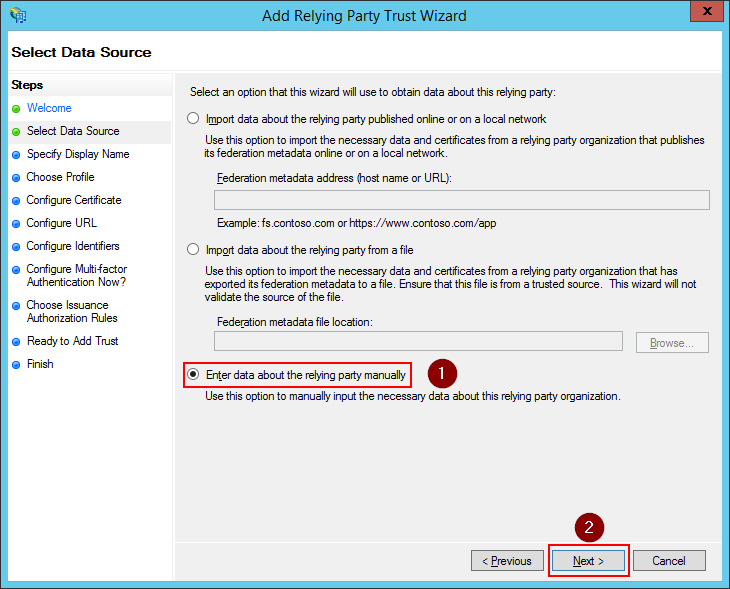 Add Relying Party Trust Wizard
X
Select Data Source
Steps
Welcome
Select Data Source
Specify Display Name
Choose Profile
Configure Certificate
Configure URL
Configure Identifiers
Configure Multi-factor
Authentication Now?
Choose Issuance
Authorization Rules
Ready to Add Trust
Finish
Select an option that this wizard will use to obtain data about this relying party:
Import data about the relying party published online or on a local network
Use this option to import the necessary data and certificates from a relying party organization that publishes
its federation metadata online or on a local network.
Federation metadata address (host name or URL):
Example: fs.contoso.com or https://www.contoso.com/app
Import data about the relying party from a file
Use this option to import the necessary data and certificates from a relying party organization that has
exported its federation metadata to a file. Ensure that this file is from a trusted source.  This wizard will not
validate the source of the file.
Federation metadata file location:
Browse...
Enter data about the relying party manually
1
Use this option to manually input the necessary data about this relying party organization.
2
< Previous
Next >
Cancel